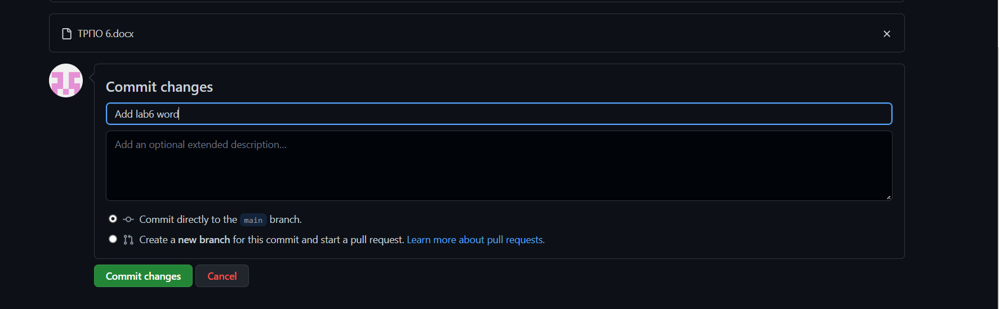 ТРПО 6.docx
Commit changes
Add lab6 word
Add an optional extended description...
Commit directly to the main branch.
Create a new branch for this commit and start a pull request. Learn more about pull requests.
Commit changes Cancel